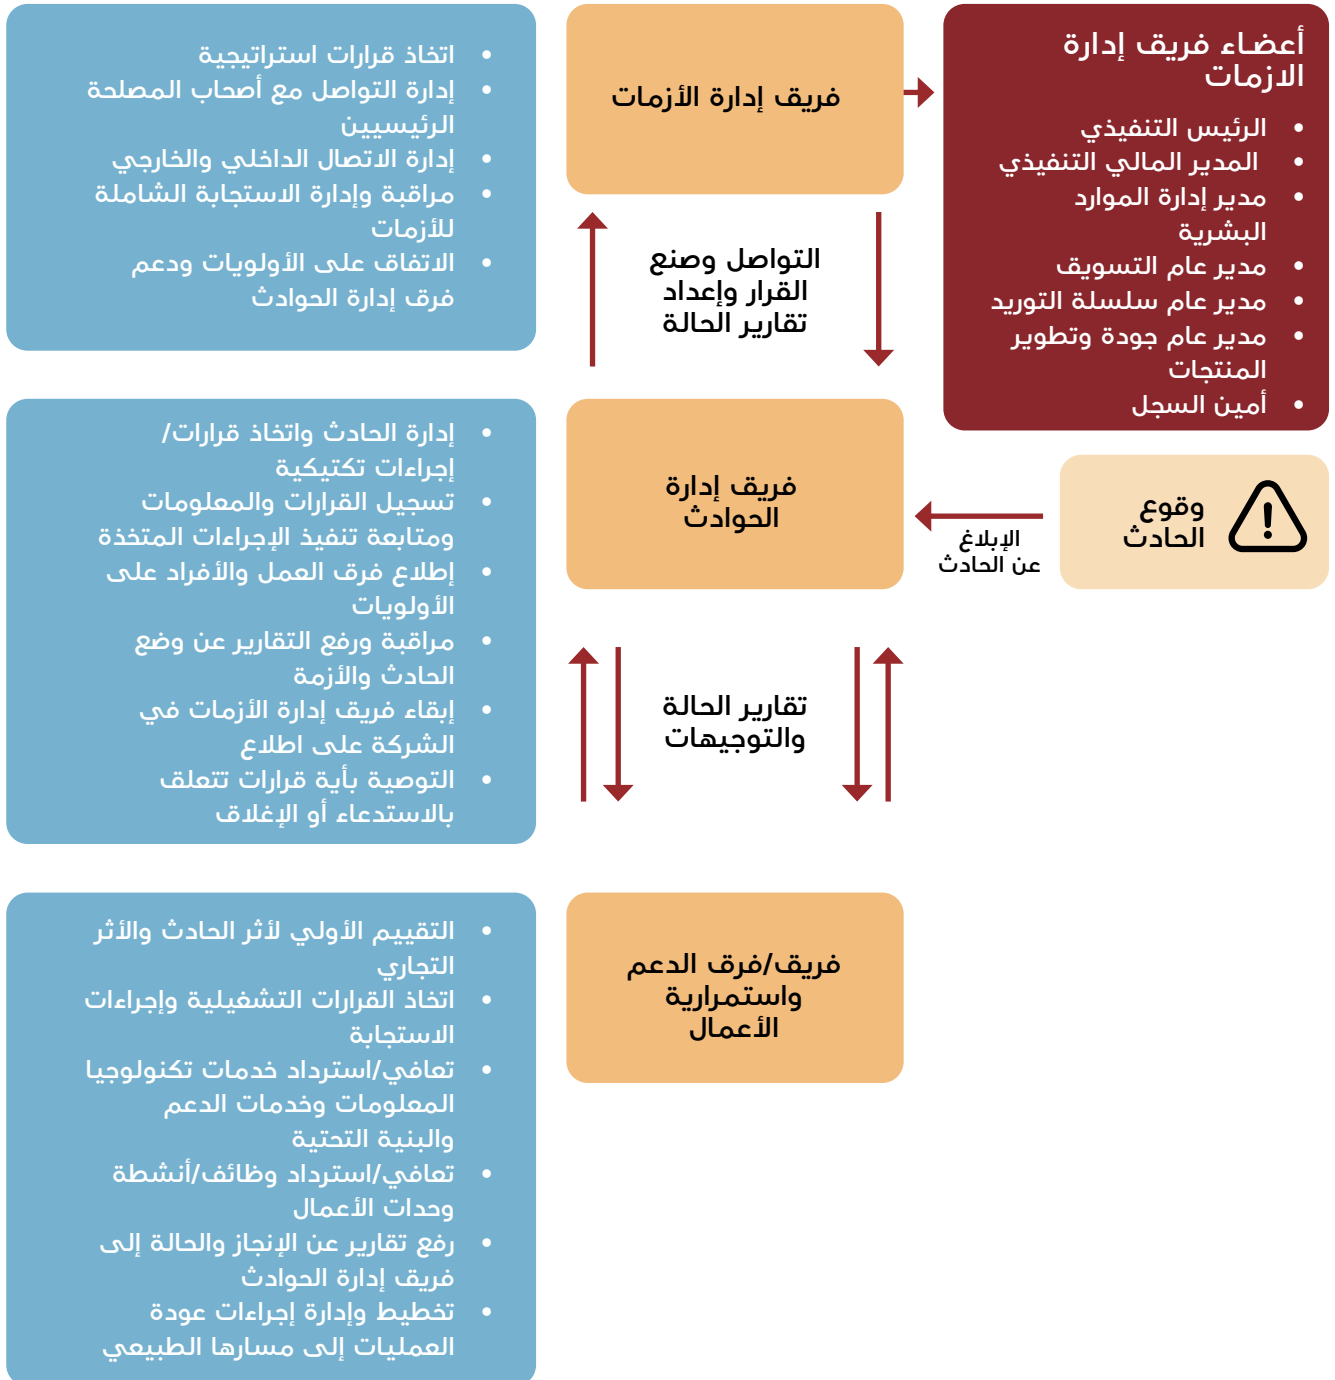 أعضاء فريق إدارة
الازمات
• الرئيس التنفيذي
• المدير المالي التنفيذي
• مدير إدارة الموارد
البشرية
• مدير عام التسويق
• مدير عام سلسلة التوريد
• مدير عام جودة وتطوير
المنتجات
• أمين السجل
فريق إدارة الأزمات
• اتخاذ قرارات استراتيجية
• إدارة التواصل مع أصحاب المصلحة
الرئيسيين
• إدارة الاتصال الداخلي والخارجي
• مراقبة وإدارة الاستجابة الشاملة
للأزمات
• الاتفاق على الأولويات ودعم
فرق إدارة الحوادث
التواصل وصنع
القرار وإعداد
تقارير الحالة
وقوع
الحادث
الإبلاغ
عن الحادث
فريق إدارة
الحوادث
• إدارة الحادث واتخاذ قرارات/
إجراءات تكتيكية
• تسجيل القرارات والمعلومات
ومتابعة تنفيذ الإجراءات المتخذة
• إطلاع فرق العمل والأفراد على
الأولويات
• مراقبة ورفع التقارير عن وضع
الحادث والأزمة
• إبقاء فريق إدارة الأزمات في
الشركة على اطلاع
• التوصية بأية قرارات تتعلق
بالاستدعاء أو الإغلاق
تقارير الحالة
والتوجيهات
فريق/فرق الدعم
واستمرارية
الأعمال
• التقييم الأولي لأثر الحادث والأثر
التجاري
• اتخاذ القرارات التشغيلية وإجراءات
الاستجابة
• تعافي/استرداد خدمات تكنولوجيا
المعلومات وخدمات الدعم
والبنية التحتية
• تعافي/استرداد وظائف/أنشطة
وحدات الأعمال
• رفع تقارير عن الإنجاز والحالة إلى
فريق إدارة الحوادث
• تخطيط وإدارة إجراءات عودة
العمليات إلى مسارها الطبيعي